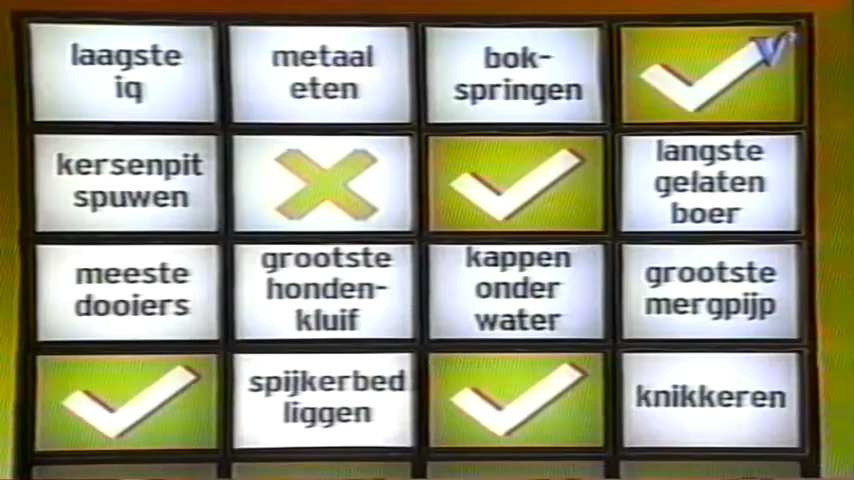 laagste
iq
metaal
eten
bok-
springen
kersenpit
spuwen
langste
gelaten
boer
meeste
dooiers
grootste
honden-
kluif
kappen
onder
water
grootste
mergpijp
spijkerbed
liggen
knikkeren